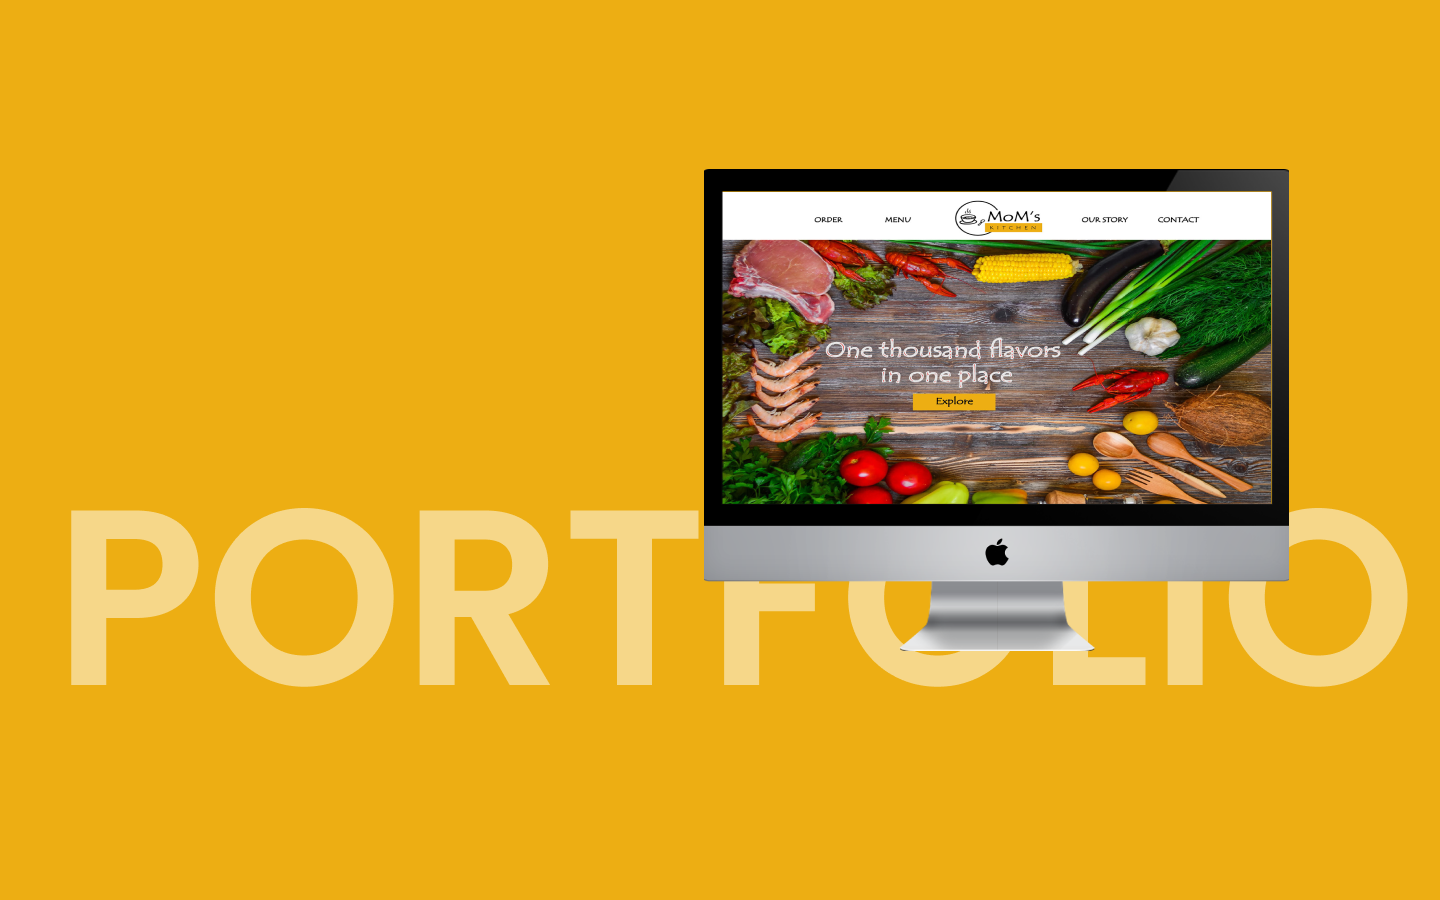 ORDER MENU MoM's OUR STORY CONTACT
KITCHEN
One thousand flavors
in one place
Explore
PORTFOLIO